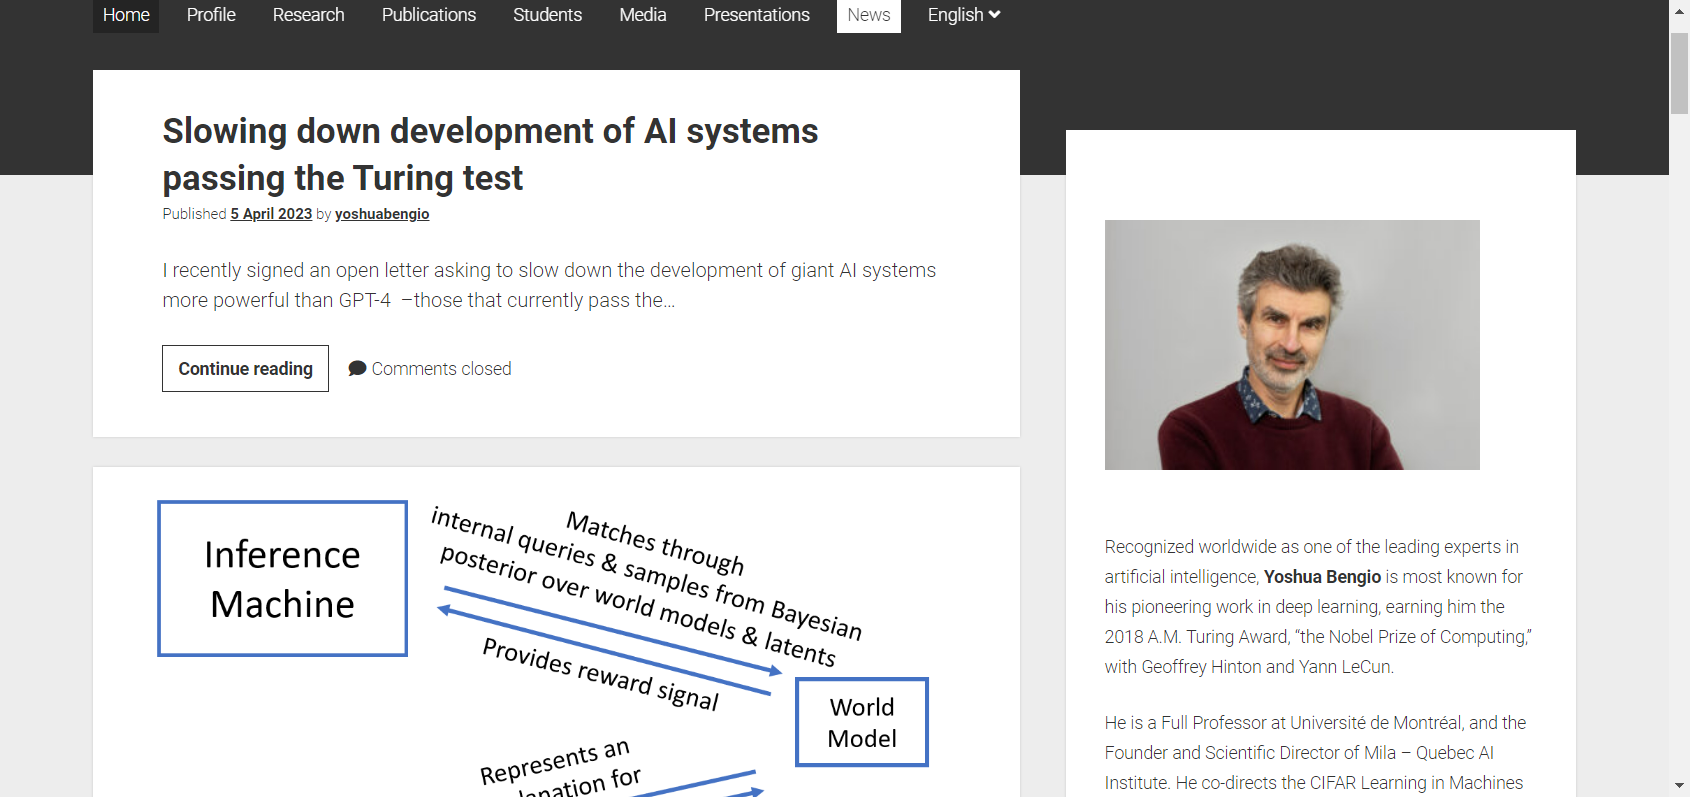 Home Profile Research Publications Students Media Presentations News English
Slowing down development of AI systems
passing the Turing test
Published 5 April 2023 by yoshuabengio
I recently signed an open letter asking to slow down the development of giant AI systems
more powerful than GPT-4 –those that currently pass the…
Continue reading Comments closed
Inference
Machine
Matches through
internal queries & samples from Bayesian
posterior over world models & latents
Provides reward signal
World
Model
Represents an
for
Recognized worldwide as one of the leading experts in
artificial intelligence, Yoshua Bengio is most known for
his pioneering work in deep learning, earning him the
2018 A.M. Turing Award, “the Nobel Prize of Computing,”
with Geoffrey Hinton and Yann LeCun.
He is a Full Professor at Université de Montréal, and the
Founder and Scientific Director of Mila – Quebec AI
Institute. He co-directs the CIFAR Learning in Machines